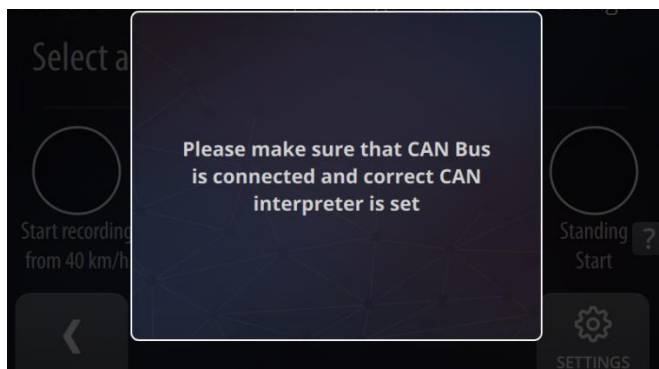 Select a
Please make sure that CAN Bus
is connected and correct CAN
interpreter is set
Start recording
from 40 km/h
Standing
Start
?
SETTINGS